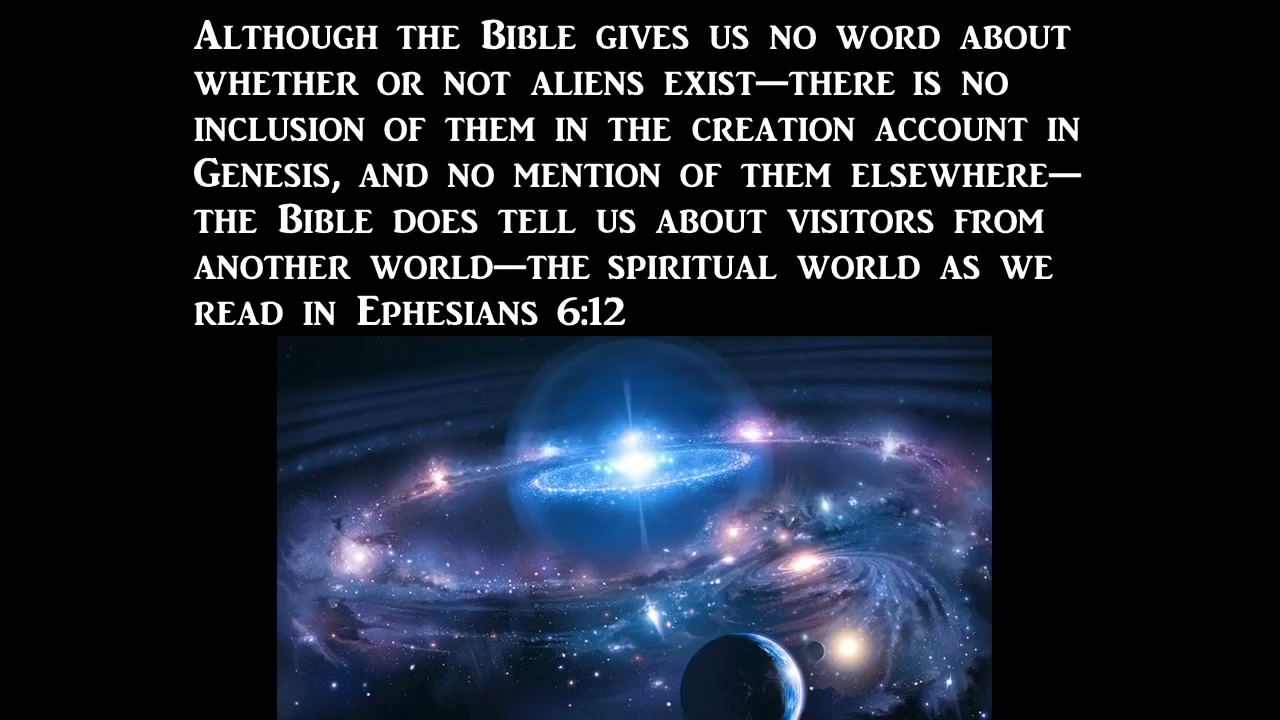 Although the Bible gives us no word about
whether or not aliens exist—there is no
inclusion of them in the creation account in
Genesis, and no mention of them elsewhere—
the Bible does tell us about visitors from
another world—the spiritual world as we
read in Ephesians 6:12